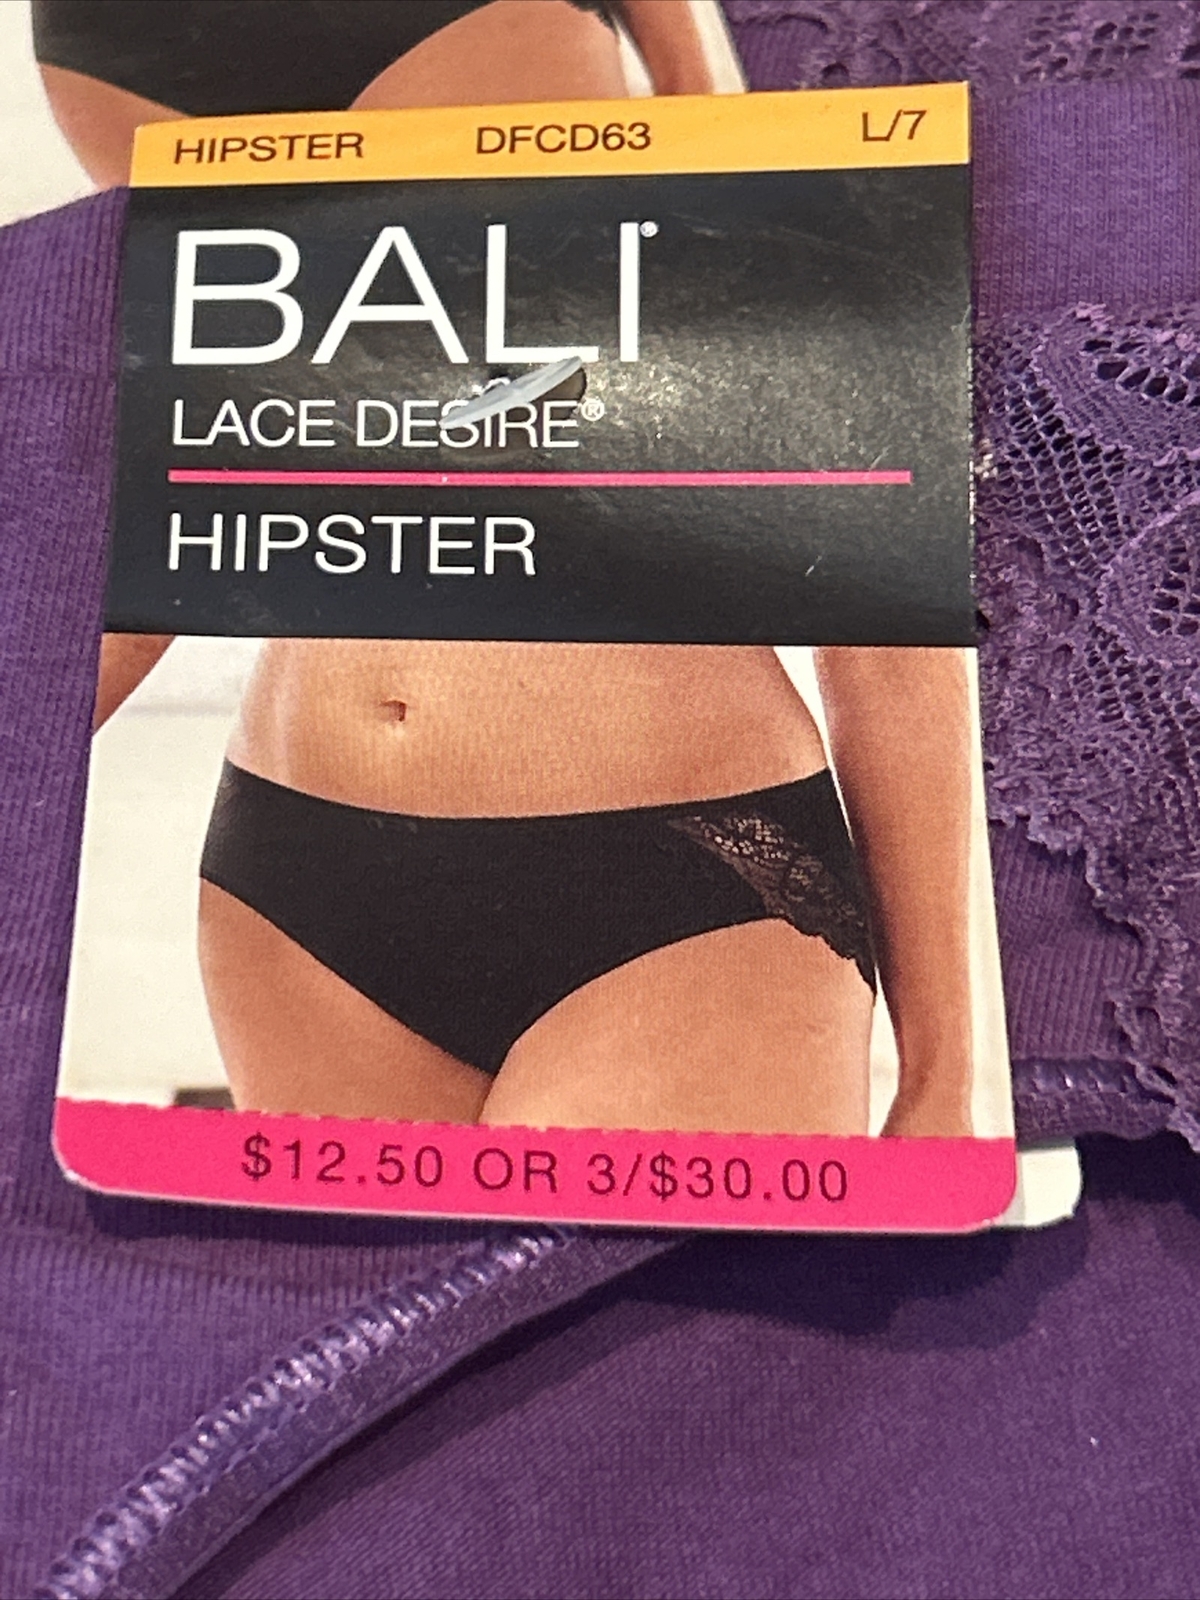 HIPSTER DFCD63 L/7
BALI®
LACE DESIRE®
HIPSTER
$12.50 OR 3/$30.00